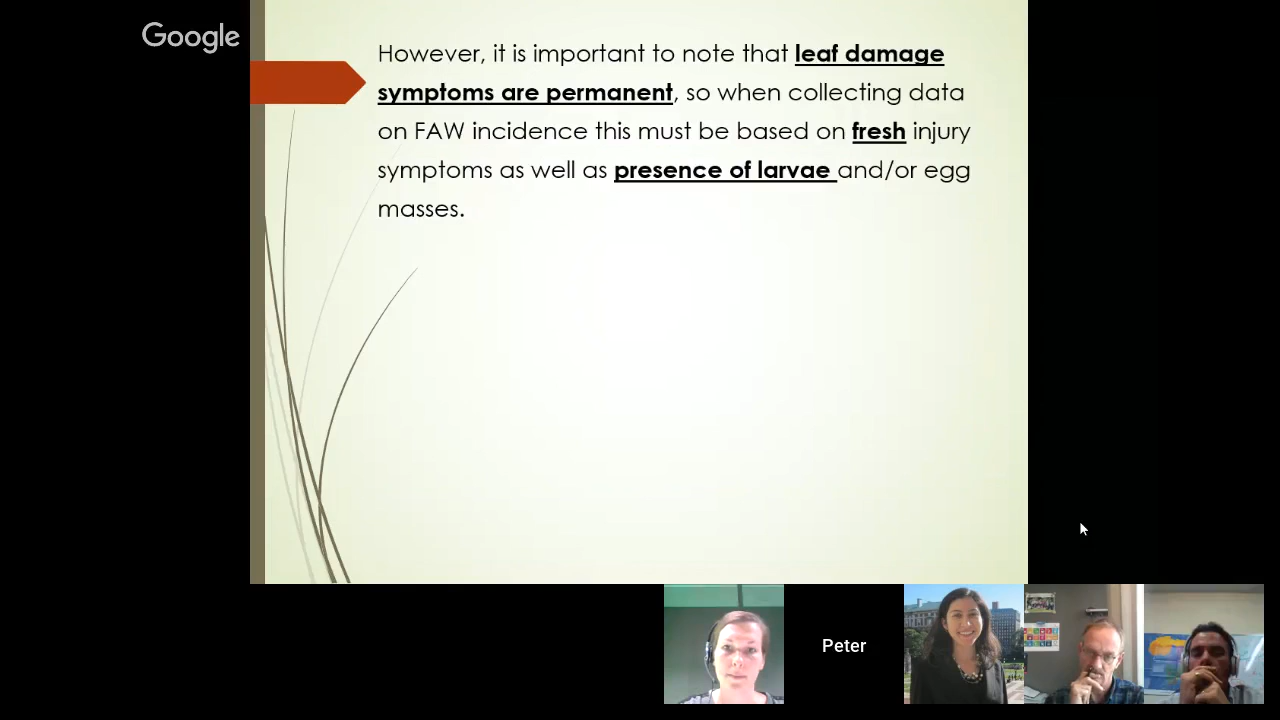 Google
However, it is important to note that leaf damage
symptoms are permanent, so when collecting data
on FAW incidence this must be based on fresh injury
symptoms as well as presence of larvae and/or egg
masses.
Peter